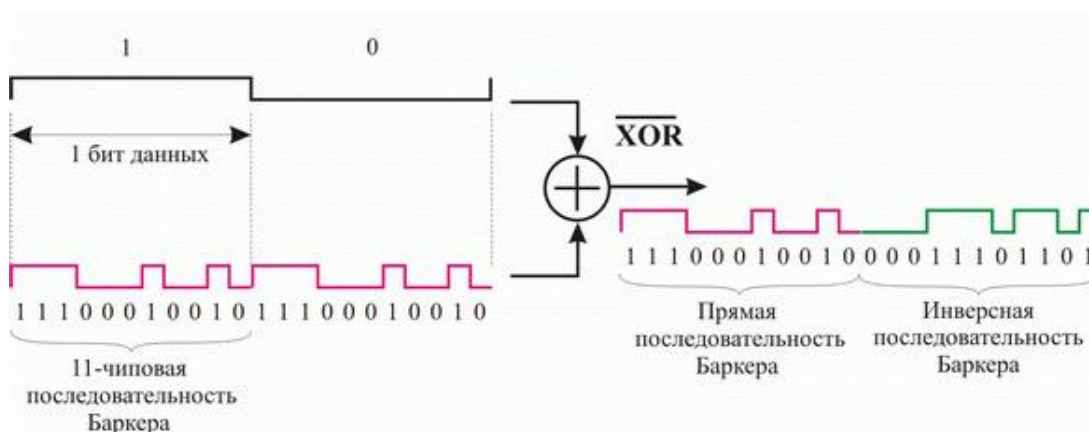 1 0
1 бит данных
XOR
1 1 1 0 0 0 1 0 0 1 0 1 1 1 0 0 0 1 0 0 1 0
1 1 1 0 0 0 1 0 0 1 0 0 0 0 1 1 1 0 1 1 0 1
11-чиповая
последовательность
Баркера
Прямая
последовательность
Баркера
Инверсная
последовательность
Баркера